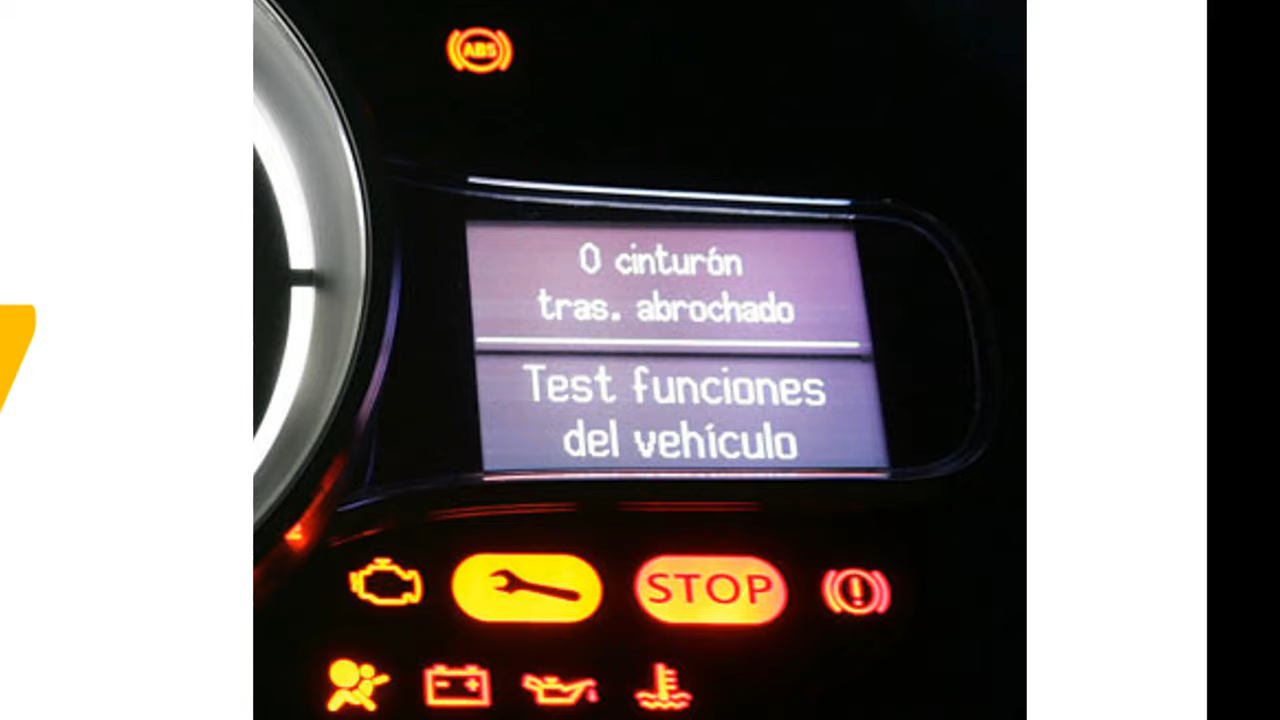 ABS
0 cinturón
tras. abrochado
Test funciones
del vehículo
STOP